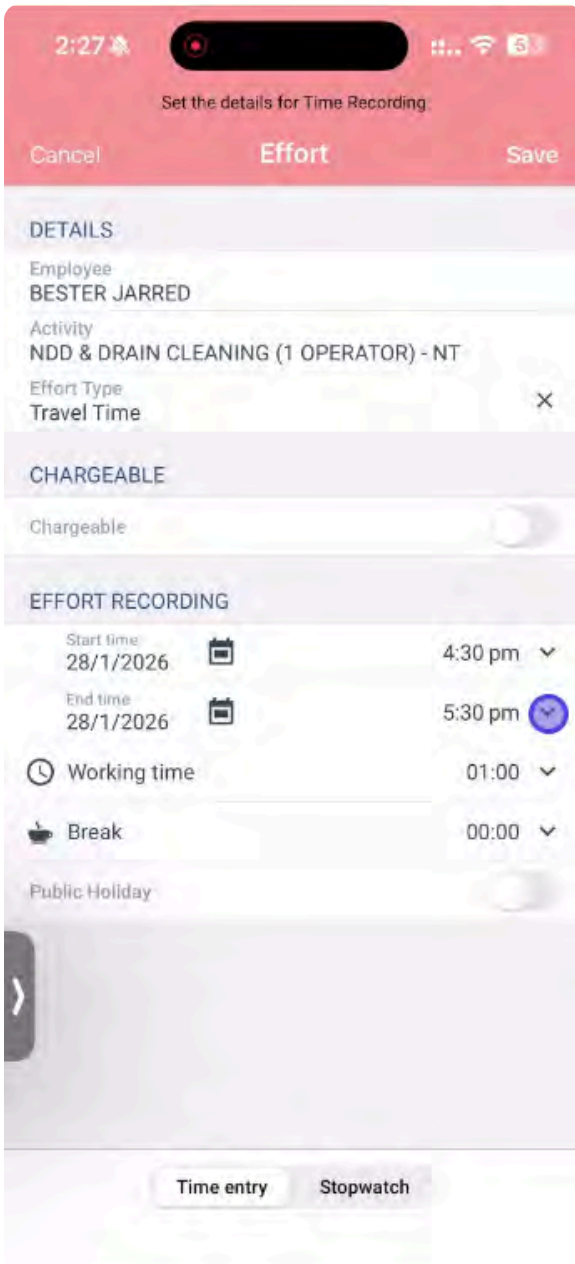 2:27
5
Set the details for Time Recording
Cancel
Effort
Save
DETAILS
Employee
BESTER JARRED
Activity
NDD & DRAIN CLEANING (1 OPERATOR) - NT
Effort Type
Travel Time
CHARGEABLE
Chargeable
EFFORT RECORDING
Start time
28/1/2026
4:30 pm
End time
28/1/2026
5:30 pm
Working time
01:00
Break
00:00
Public Holiday
Time entry
Stopwatch